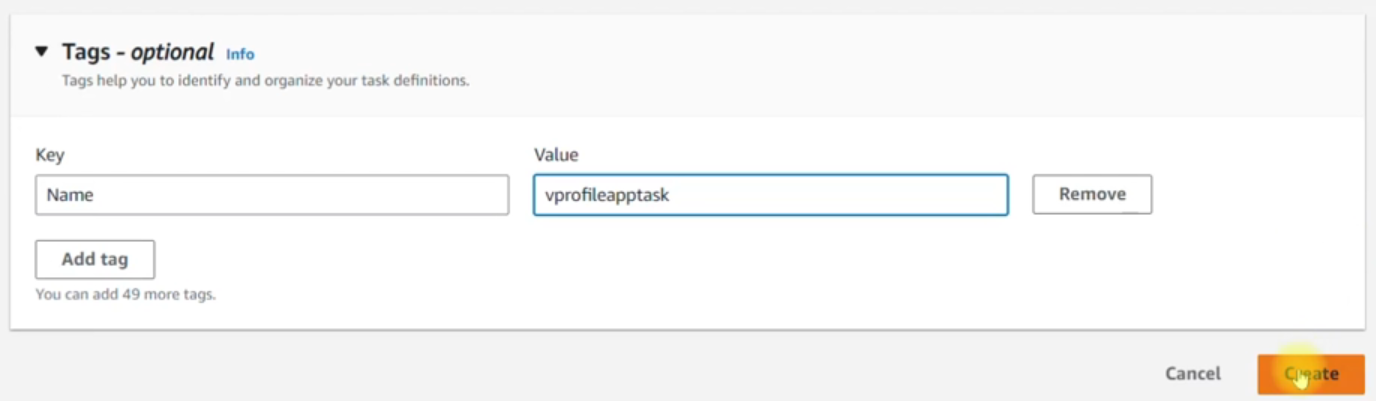 ▼ Tags - optional Info
Tags help you to identify and organize your task definitions.
Key Value
Name vprofileapptask Remove
Add tag
You can add 49 more tags.
Cancel Create